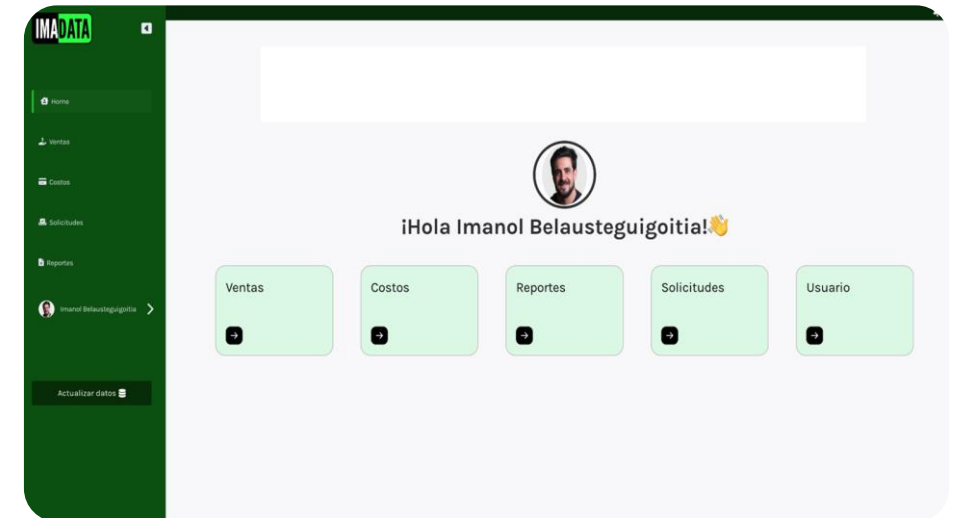 IMADATA
Home
Ventas
Costos
Solicitudes
Reportes
Imanol Belausteguigoitia
Actualizar datos
¡Hola Imanol Belausteguigoitia!👋
Ventas
Costos
Reportes
Solicitudes
Usuario